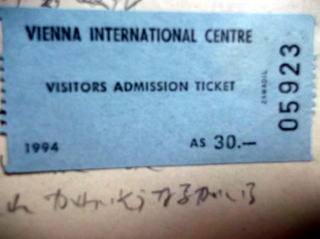 VIENNA INTERNATIONAL CENTRE
VISITORS ADMISSION TICKET
05923
1994
AS 30.—